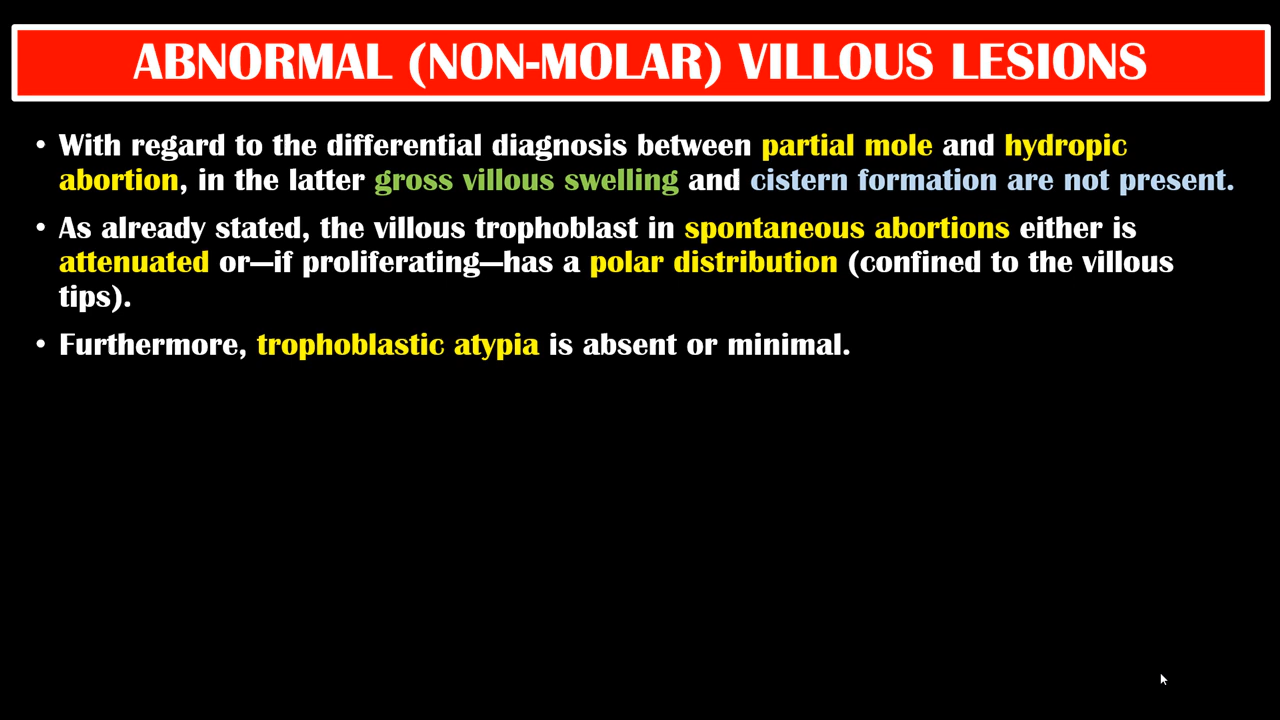 ABNORMAL (NON-MOLAR) VILLOUS LESIONS
• With regard to the differential diagnosis between partial mole and hydropic
abortion, in the latter gross villous swelling and cistern formation are not present.
• As already stated, the villous trophoblast in spontaneous abortions either is
attenuated or—if proliferating—has a polar distribution (confined to the villous
tips).
• Furthermore, trophoblastic atypia is absent or minimal.